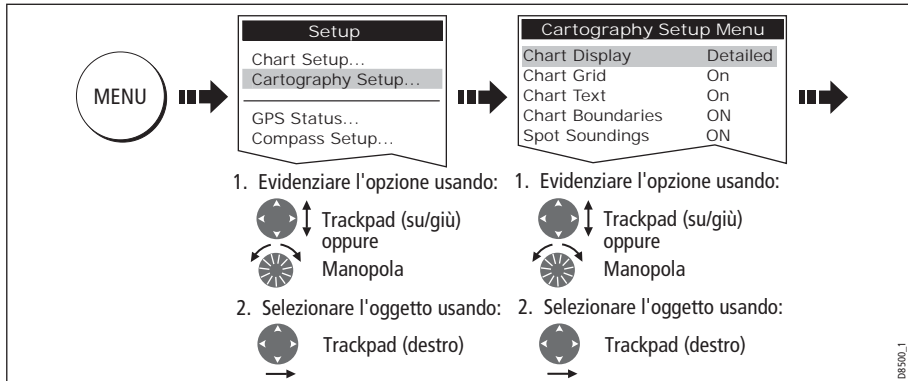 MENU
Setup
Chart Setup...
Cartography Setup...
GPS Status...
Compass Setup...
1. Evidenziare l'opzione usando:
Trackpad (su/giù)
oppure
Manopola
2. Selezionare l'oggetto usando:
Trackpad (destro)
Cartography Setup Menu
Chart Display Detailed
Chart Grid On
Chart Text On
Chart Boundaries ON
Spot Soundings ON
1. Evidenziare l'opzione usando:
Trackpad (su/giù)
oppure
Manopola
2. Selezionare l'oggetto usando:
Trackpad (destro)
D8500_1